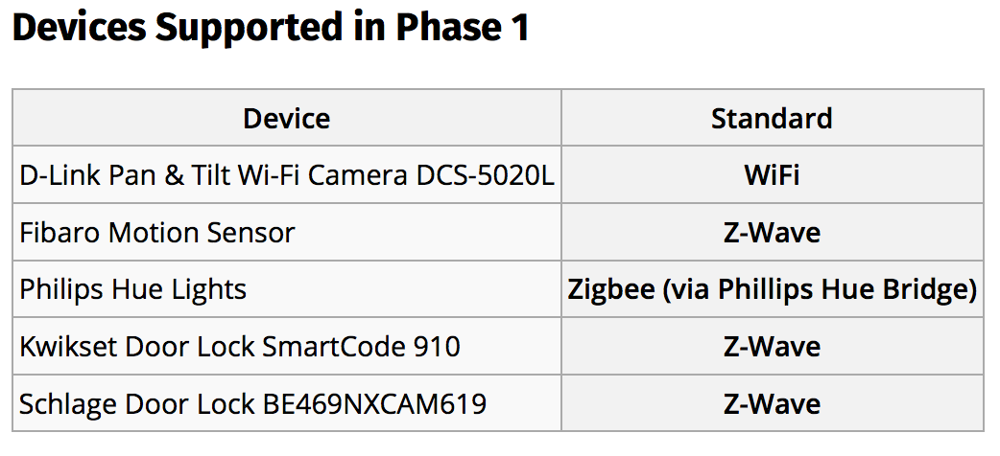 Devices Supported in Phase 1
Device Standard
D-Link Pan & Tilt Wi-Fi Camera DCS-5020L WiFi
Fibaro Motion Sensor Z-Wave
Philips Hue Lights Zigbee (via Phillips Hue Bridge)
Kwikset Door Lock SmartCode 910 Z-Wave
Schlage Door Lock BE469NXCAM619 Z-Wave